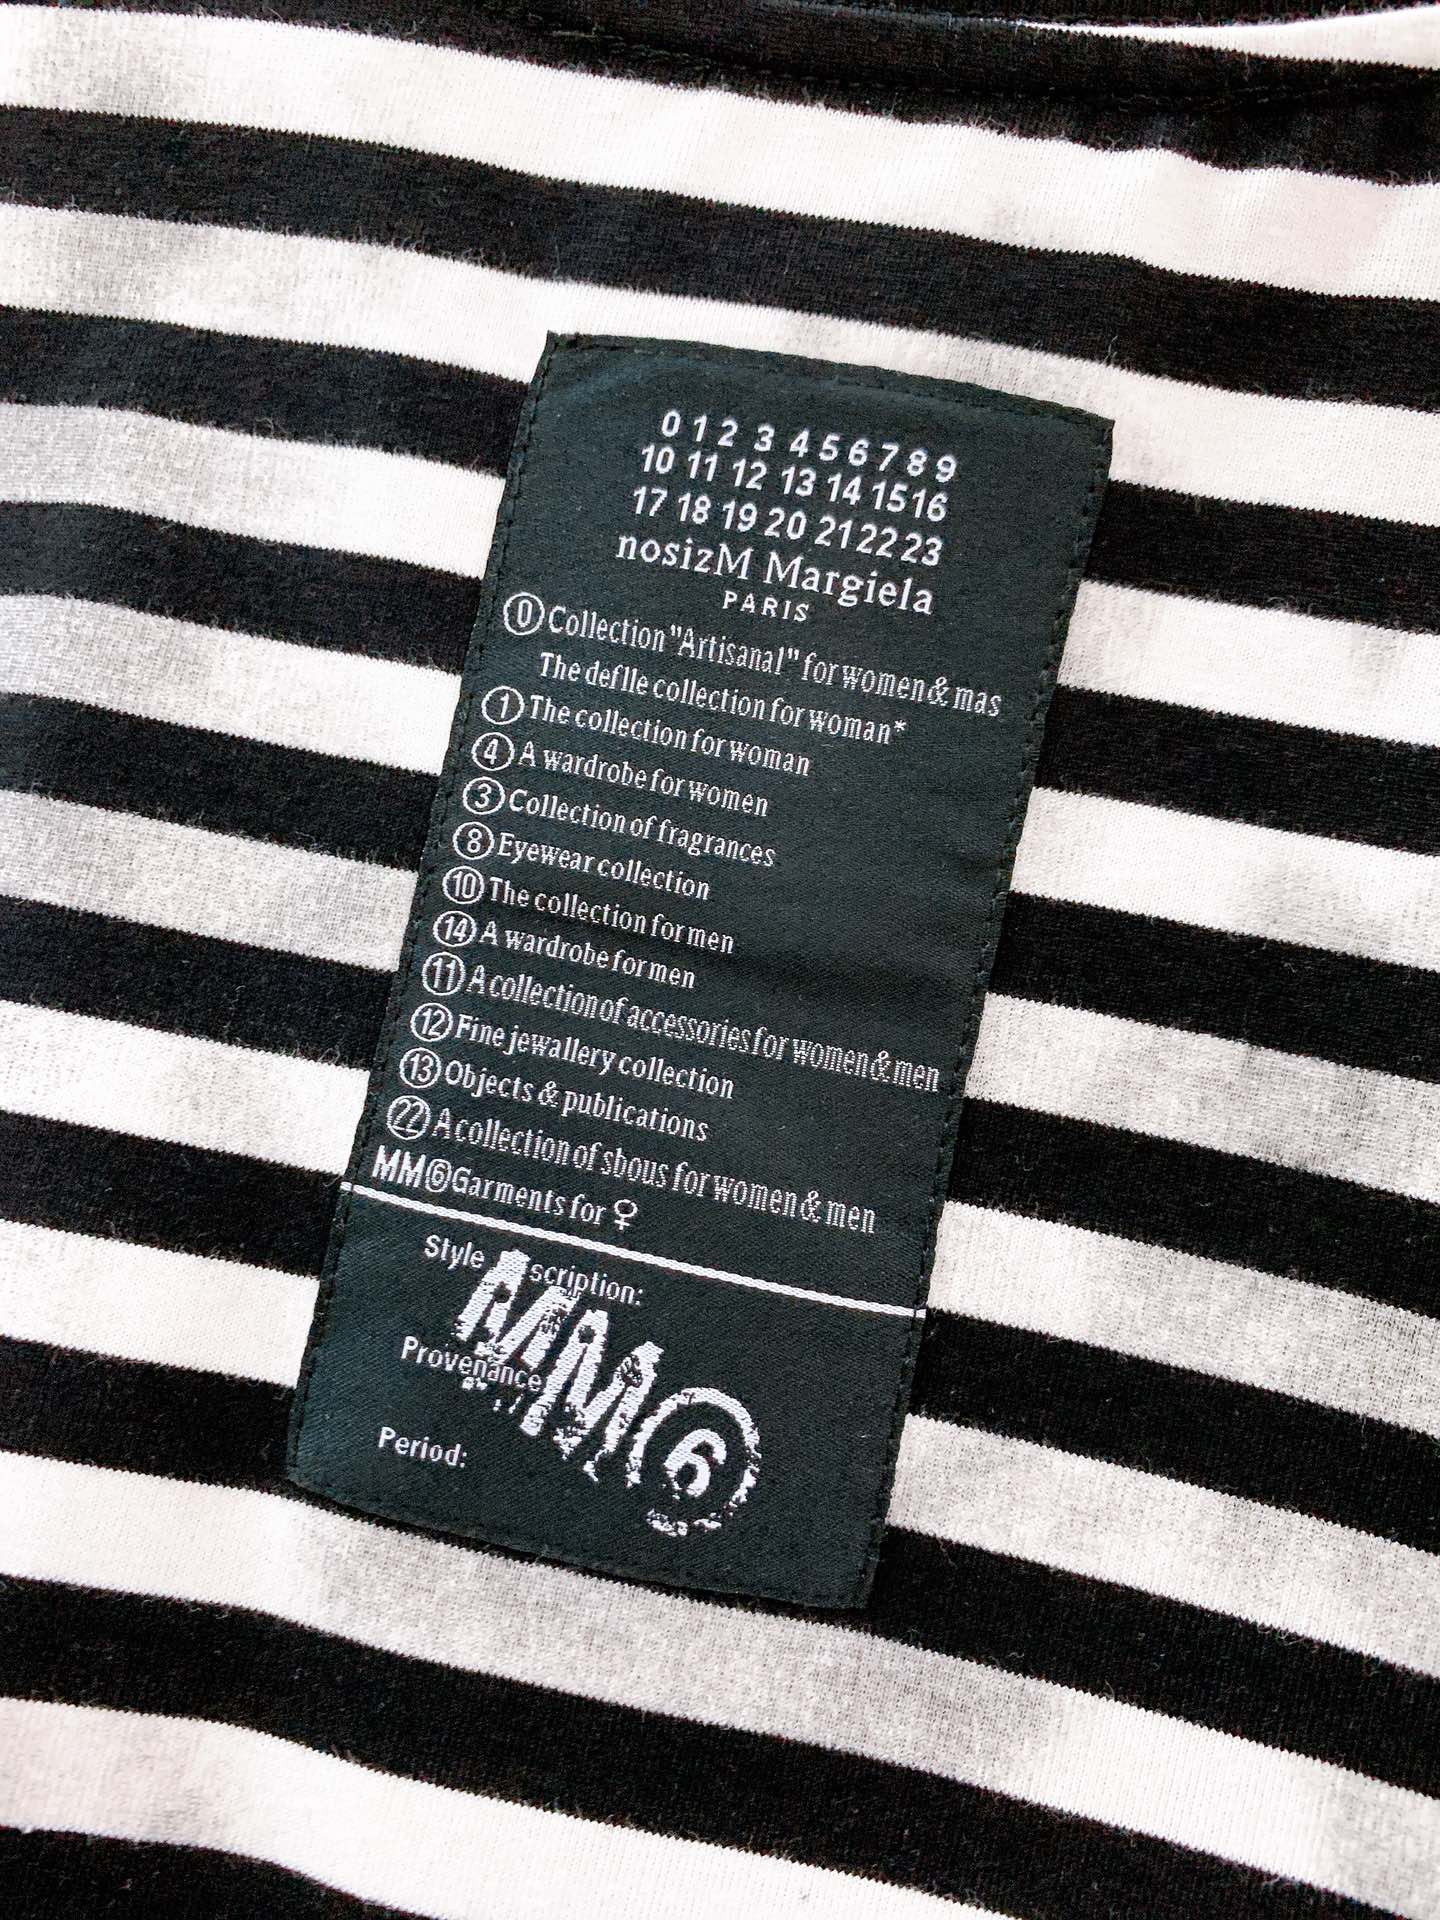 0 1 2 3 4 5 6 7 8 9
10 11 12 13 14 15 16
17 18 19 20 21 22 23
nosizM Margiela
PARIS
⓪ Collection "Artisanal" for women & mas
The deflle collection for woman*
① The collection for woman
④ A wardrobe for women
③ Collection of fragrances
⑧ Eyewear collection
⑩ The collection for men
⑭ A wardrobe for men
⑪ A collection of accessories for women & men
⑫ Fine jewallery collection
⑬ Objects & publications
㉒ A collection of sbous for women & men
MM⑥ Garments for ♀
Style scription:
Provenance
Period:
MM⑥